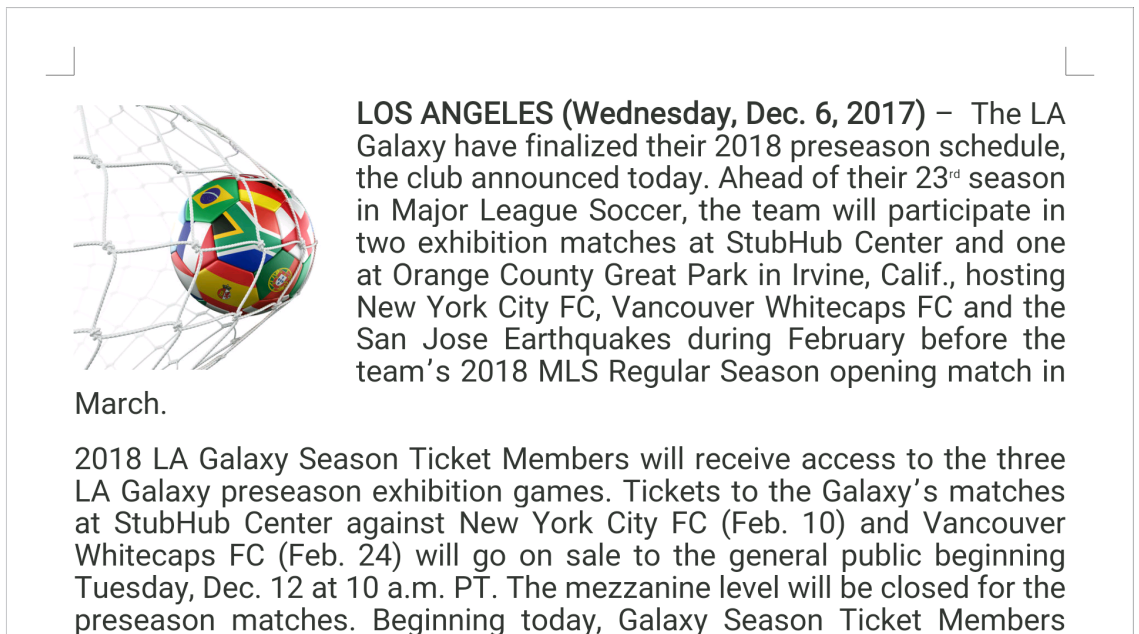 LOS ANGELES (Wednesday, Dec. 6, 2017) – The LA
Galaxy have finalized their 2018 preseason schedule,
the club announced today. Ahead of their 23rd season
in Major League Soccer, the team will participate in
two exhibition matches at StubHub Center and one
at Orange County Great Park in Irvine, Calif., hosting
New York City FC, Vancouver Whitecaps FC and the
San Jose Earthquakes during February before the
team’s 2018 MLS Regular Season opening match in
March.
2018 LA Galaxy Season Ticket Members will receive access to the three
LA Galaxy preseason exhibition games. Tickets to the Galaxy’s matches
at StubHub Center against New York City FC (Feb. 10) and Vancouver
Whitecaps FC (Feb. 24) will go on sale to the general public beginning
Tuesday, Dec. 12 at 10 a.m. PT. The mezzanine level will be closed for the
preseason matches. Beginning today, Galaxy Season Ticket Members